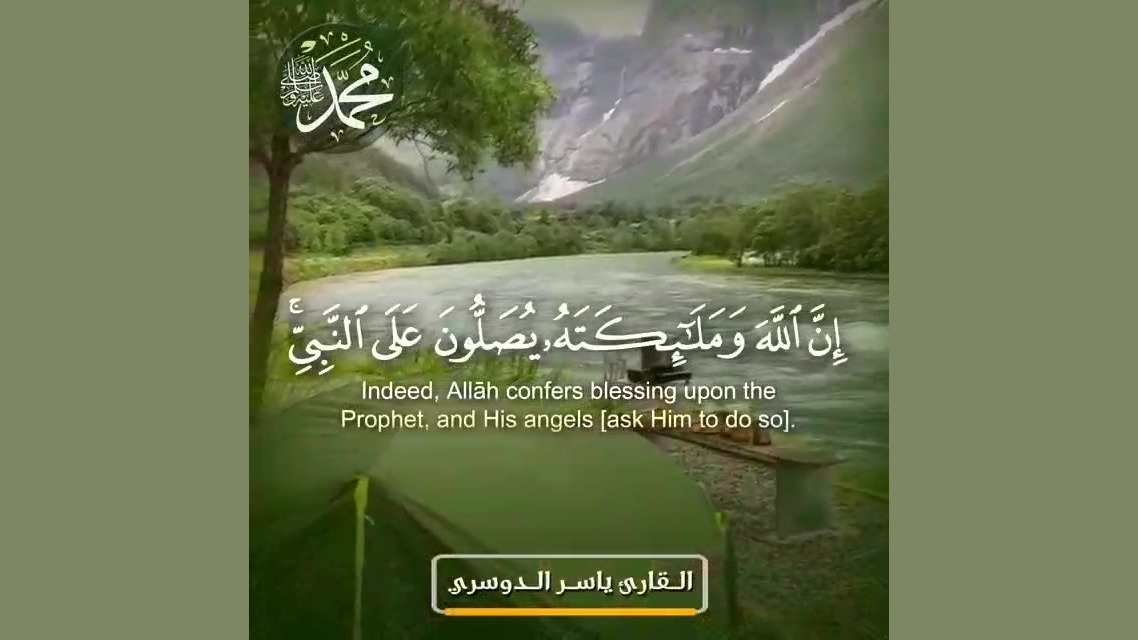 محمد
صلى الله عليه وسلم
إِنَّ ٱللَّهَ وَمَلَـٰٓئِكَتَهُۥ يُصَلُّونَ عَلَى ٱلنَّبِىِّ ۚ
Indeed, Allāh confers blessing upon the
Prophet, and His angels [ask Him to do so].
القارئ ياسر الدوسري